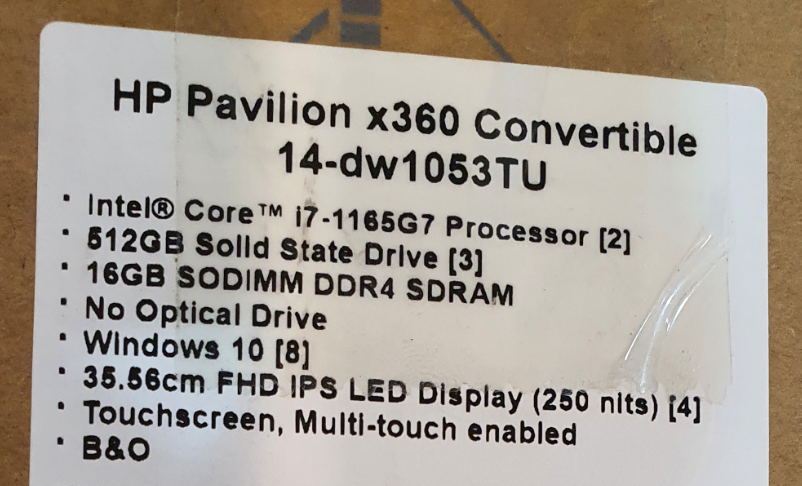 HP Pavilion x360 Convertible
14-dw1053TU
· Intel® Core™ i7-1165G7 Processor [2]
· 512GB Solid State Drive [3]
· 16GB SODIMM DDR4 SDRAM
· No Optical Drive
· Windows 10 [8]
· 35.56cm FHD IPS LED Display (250 nits) [4]
· Touchscreen, Multi-touch enabled
· B&O